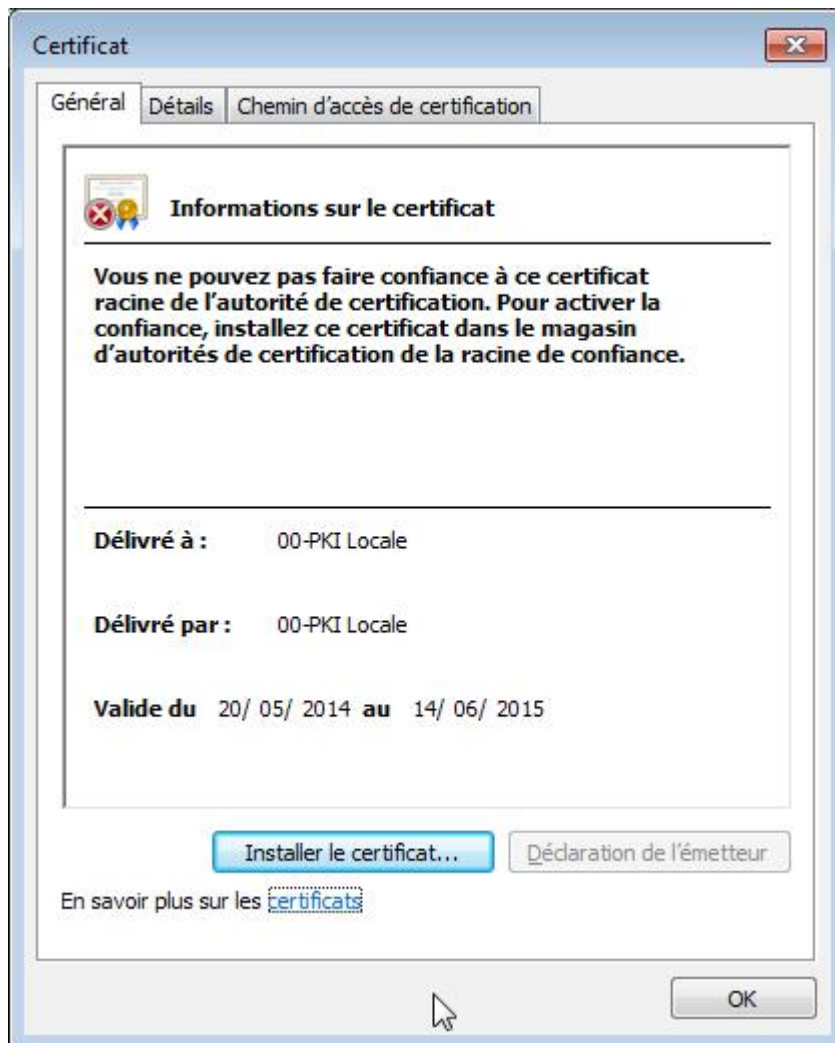 Certificat
Général
Détails
Chemin d'accès de certification
Informations sur le certificat
Vous ne pouvez pas faire confiance à ce certificat
racine de l'autorité de certification. Pour activer la
confiance, installez ce certificat dans le magasin
d'autorités de certification de la racine de confiance.
Délivré à : 00-PKI Locale
Délivré par : 00-PKI Locale
Valide du 20/ 05/ 2014 au 14/ 06/ 2015
Installer le certificat...
Déclaration de l'émetteur
En savoir plus sur les certificats
OK